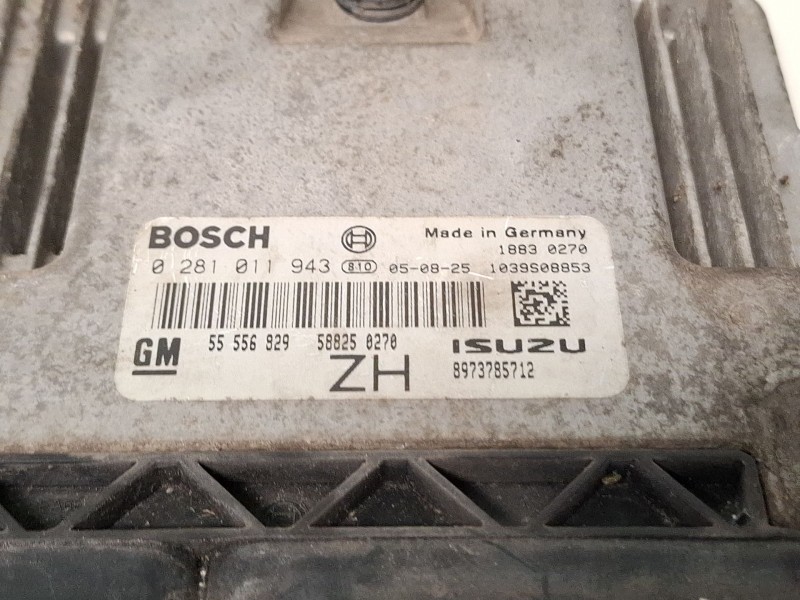 BOSCH Made in Germany
1883 0270
0 281 011 943 810 05-08-25 1039S08853
GM 55 556 829 58825 0270 ISUZU
ZH 8973785712